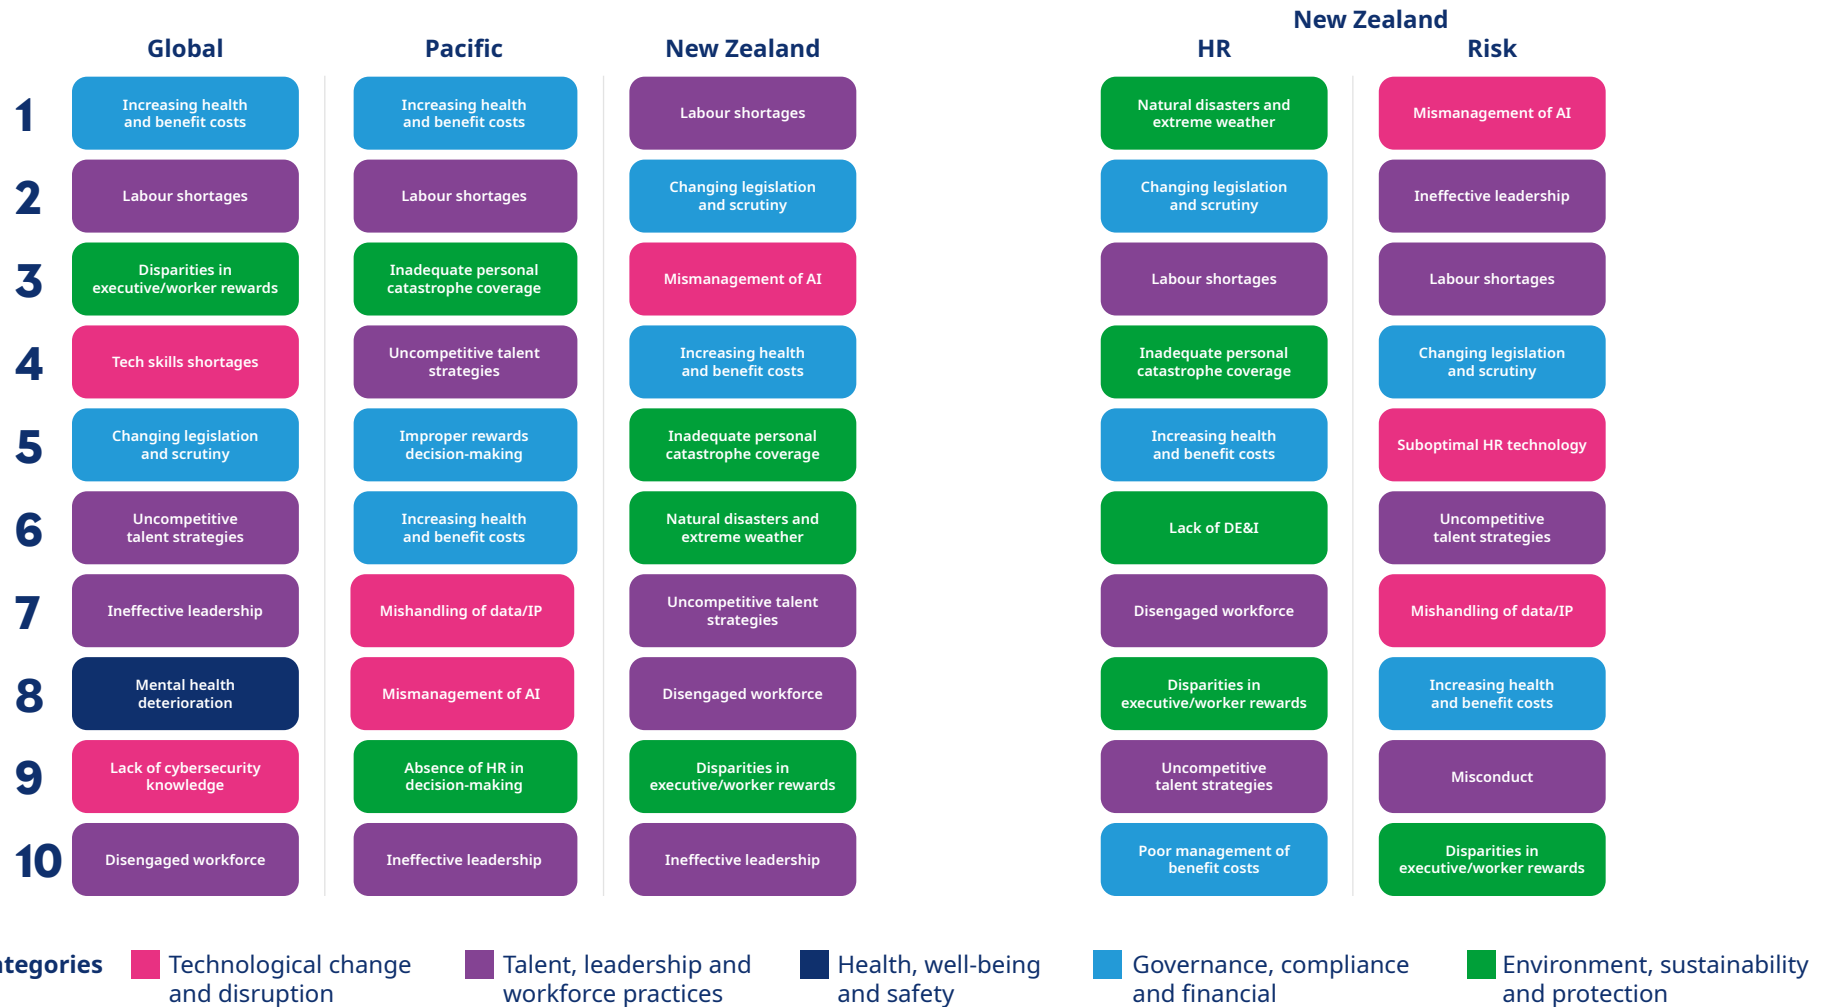 New Zealand
Global
Pacific
New Zealand
HR
Risk
1
Increasing health
and benefit costs
Increasing health
and benefit costs
Labour shortages
Natural disasters and
extreme weather
Mismanagement of AI
2
Labour shortages
Labour shortages
Changing legislation
and scrutiny
Changing legislation
and scrutiny
Ineffective leadership
3
Disparities in
executive/worker rewards
Inadequate personal
catastrophe coverage
Mismanagement of AI
Labour shortages
Labour shortages
4
Tech skills shortages
Uncompetitive talent
strategies
Increasing health
and benefit costs
Inadequate personal
catastrophe coverage
Changing legislation
and scrutiny
5
Changing legislation
and scrutiny
Improper rewards
decision-making
Inadequate personal
catastrophe coverage
Increasing health
and benefit costs
Suboptimal HR technology
6
Uncompetitive
talent strategies
Increasing health
and benefit costs
Natural disasters and
extreme weather
Lack of DE&I
Uncompetitive
talent strategies
7
Ineffective leadership
Mishandling of data/IP
Uncompetitive talent
strategies
Disengaged workforce
Mishandling of data/IP
8
Mental health
deterioration
Mismanagement of AI
Disengaged workforce
Disparities in
executive/worker rewards
Increasing health
and benefit costs
9
Lack of cybersecurity
knowledge
Absence of HR in
decision-making
Disparities in
executive/worker rewards
Uncompetitive
talent strategies
Misconduct
10
Disengaged workforce
Ineffective leadership
Ineffective leadership
Poor management of
benefit costs
Disparities in
executive/worker rewards
tegories
Technological change
and disruption
Talent, leadership and
workforce practices
Health, well-being
and safety
Governance, compliance
and financial
Environment, sustainability
and protection